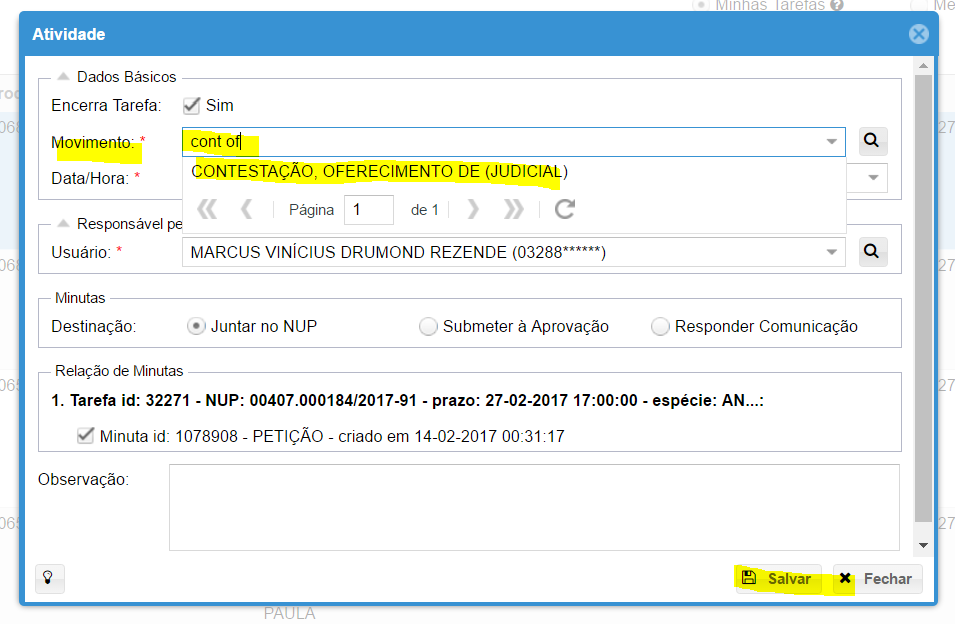 Minhas Tarefas
Me
Atividade
Dados Básicos
Encerra Tarefa: Sim
Movimento: * cont of
CONTESTAÇÃO, OFERECIMENTO DE (JUDICIAL)
Data/Hora: *
Página 1 de 1
Responsável pe
Usuário: * MARCUS VINÍCIUS DRUMOND REZENDE (03288******)
Minutas
Destinação: Juntar no NUP Submeter à Aprovação Responder Comunicação
Relação de Minutas
1. Tarefa id: 32271 - NUP: 00407.000184/2017-91 - prazo: 27-02-2017 17:00:00 - espécie: AN...:
Minuta id: 1078908 - PETIÇÃO - criado em 14-02-2017 00:31:17
Observação:
Salvar Fechar
PAULA